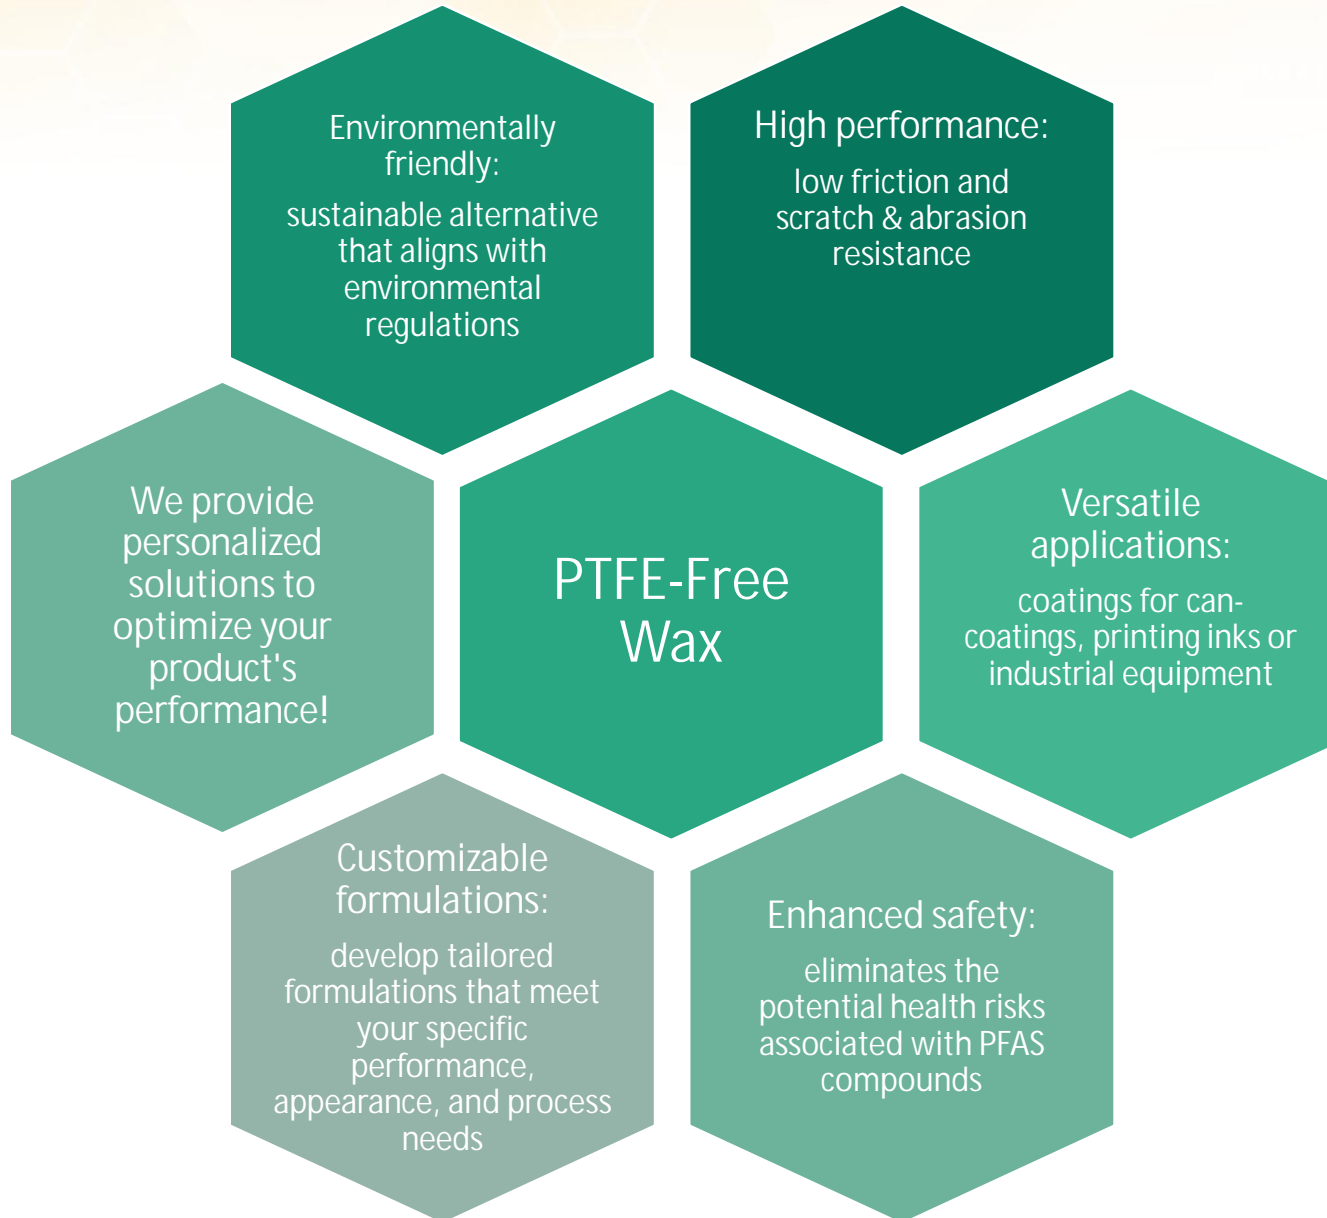 Environmentally
friendly:
sustainable alternative
that aligns with
environmental
regulations
High performance:
low friction and
scratch & abrasion
resistance
We provide
personalized
solutions to
optimize your
product's
performance!
PTFE-Free
Wax
Versatile
applications:
coatings for can-
coatings, printing inks or
industrial equipment
Customizable
formulations:
develop tailored
formulations that meet
your specific
performance,
appearance, and process
needs
Enhanced safety:
eliminates the
potential health risks
associated with PFAS
compounds